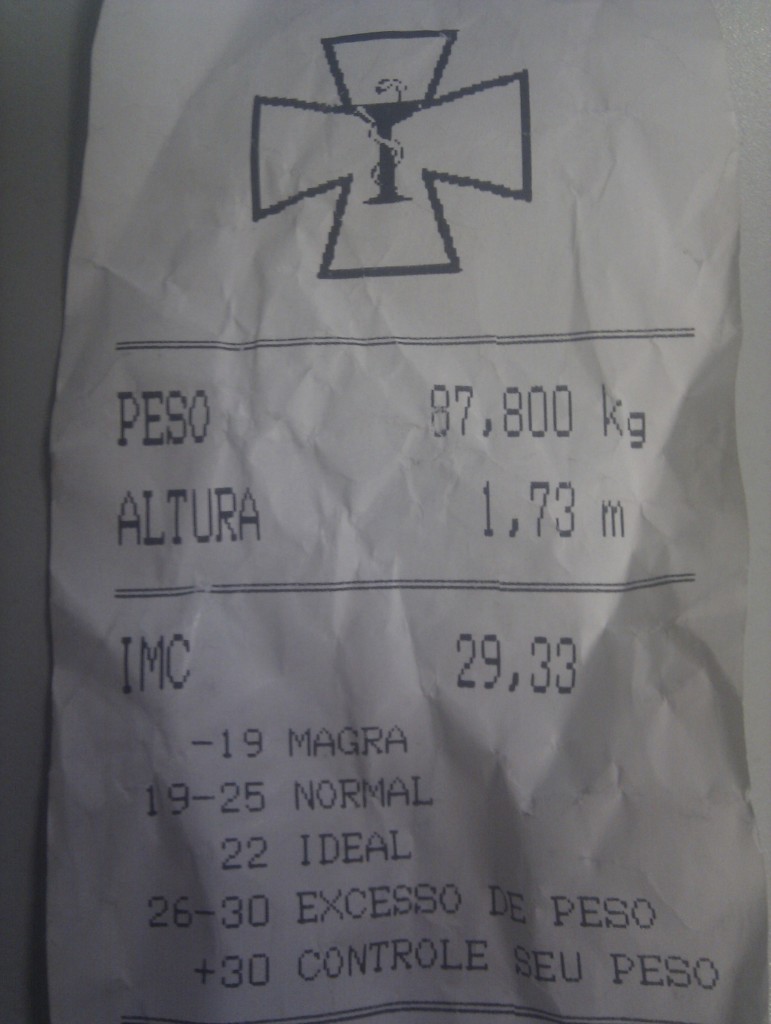 PESO 87,800 kg
ALTURA 1,73 m
IMC 29,33
-19 MAGRA
19-25 NORMAL
22 IDEAL
26-30 EXCESSO DE PESO
+30 CONTROLE SEU PESO